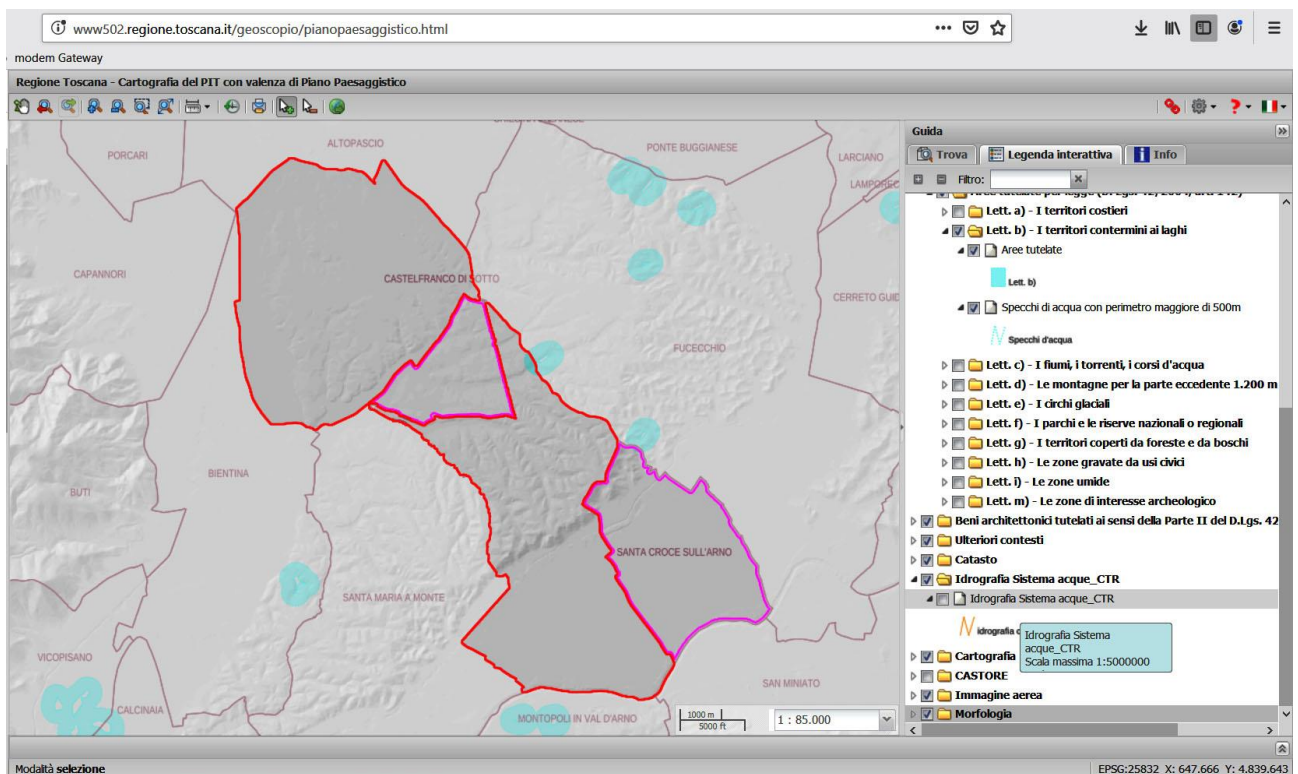 www502.regione.toscana.it/geoscopio/pianopaesaggistico.html
modem Gateway
Regione Toscana - Cartografia del PIT con valenza di Piano Paesaggistico
Guida
Trova
Legenda interattiva
Info
Filtro:
Lett. a) - I territori costieri
Lett. b) - I territori contermini ai laghi
Aree tutelate
Lett. b)
Specchi di acqua con perimetro maggiore di 500m
Specchi d'acqua
Lett. c) - I fiumi, i torrenti, i corsi d'acqua
Lett. d) - Le montagne per la parte eccedente 1.200 m
Lett. e) - I circhi glaciali
Lett. f) - I parchi e le riserve nazionali o regionali
Lett. g) - I territori coperti da foreste e da boschi
Lett. h) - Le zone gravate da usi civici
Lett. i) - Le zone umide
Lett. m) - Le zone di interesse archeologico
Beni architettonici tutelati ai sensi della Parte II del D.Lgs. 42
Ulteriori contesti
Catasto
Idrografia Sistema acque_CTR
Idrografia Sistema acque_CTR
idrografia
Idrografia Sistema
acque_CTR
Scala massima 1:5000000
Cartografia
CASTORE
Immagine aerea
Morfologia
PORCARI
ALTOPASCIO
PONTE BUGGIANESE
LARCIANO
LAMPOREC
CAPANNORI
CASTELFRANCO DI SOTTO
CERRETO GUID
FUCECCHIO
BIENTINA
BUTI
SANTA CROCE SULL'ARNO
SANTA MARIA A MONTE
VICOPISANO
SAN MINIATO
CALCINAIA
MONTOPOLI IN VAL D'ARNO
1000 m
5000 ft
1 : 85.000
Modaità selezione
EPSG:25832 X: 647.666 Y: 4.839.643